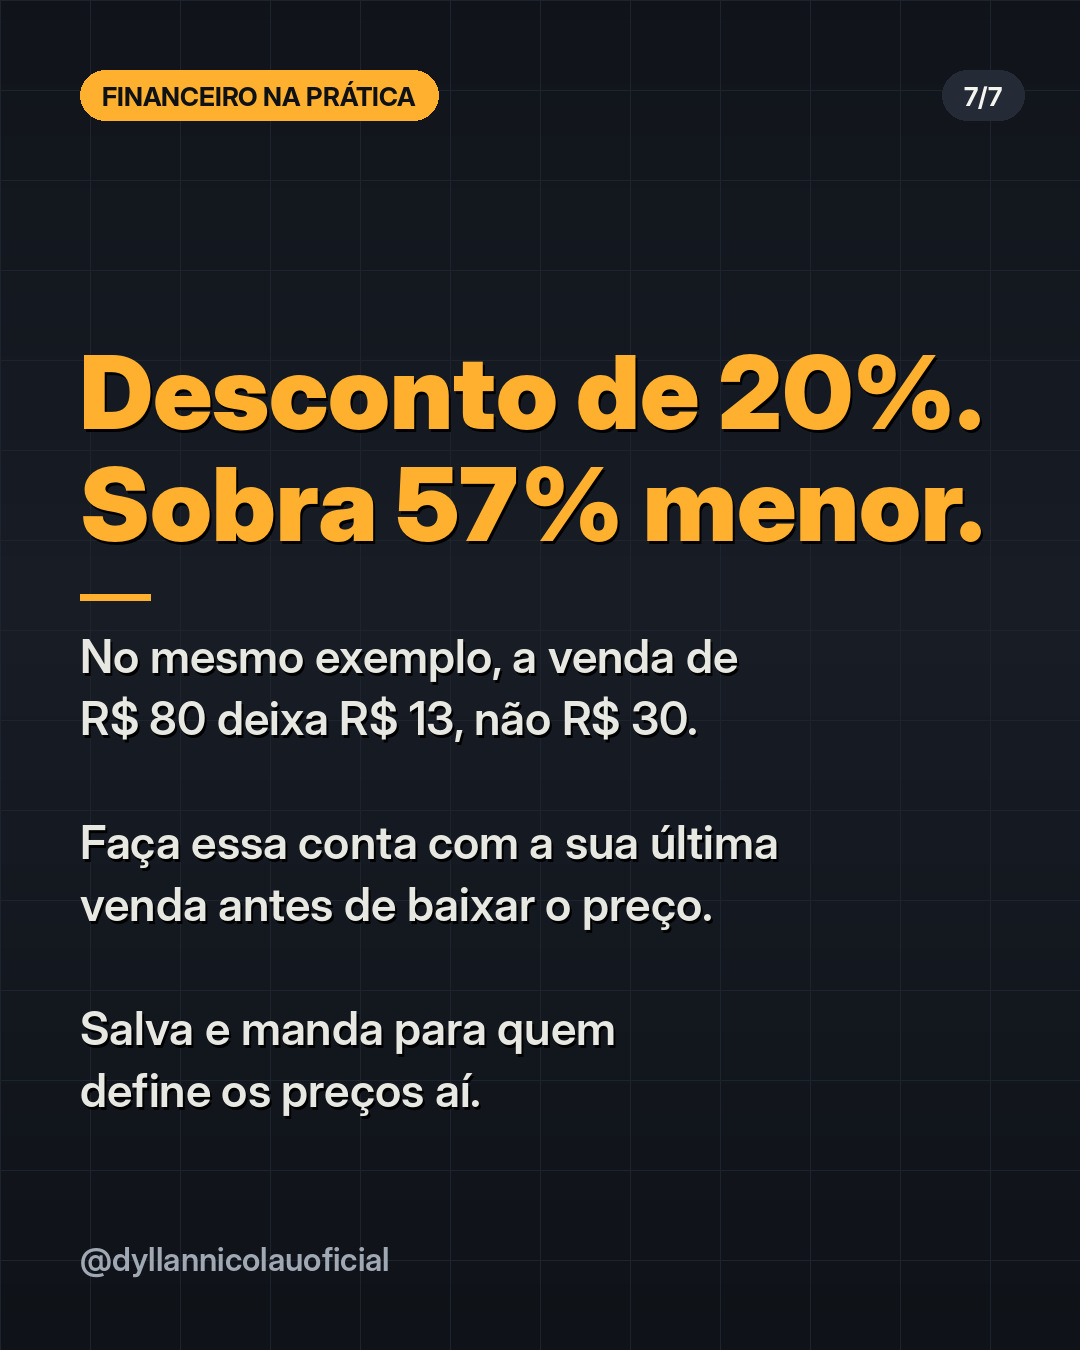 FINANCEIRO NA PRÁTICA
7/7
Desconto de 20%.
Sobra 57% menor.
No mesmo exemplo, a venda de
R$ 80 deixa R$ 13, não R$ 30.
Faça essa conta com a sua última
venda antes de baixar o preço.
Salva e manda para quem
define os preços aí.
@dyllannicolauoficial